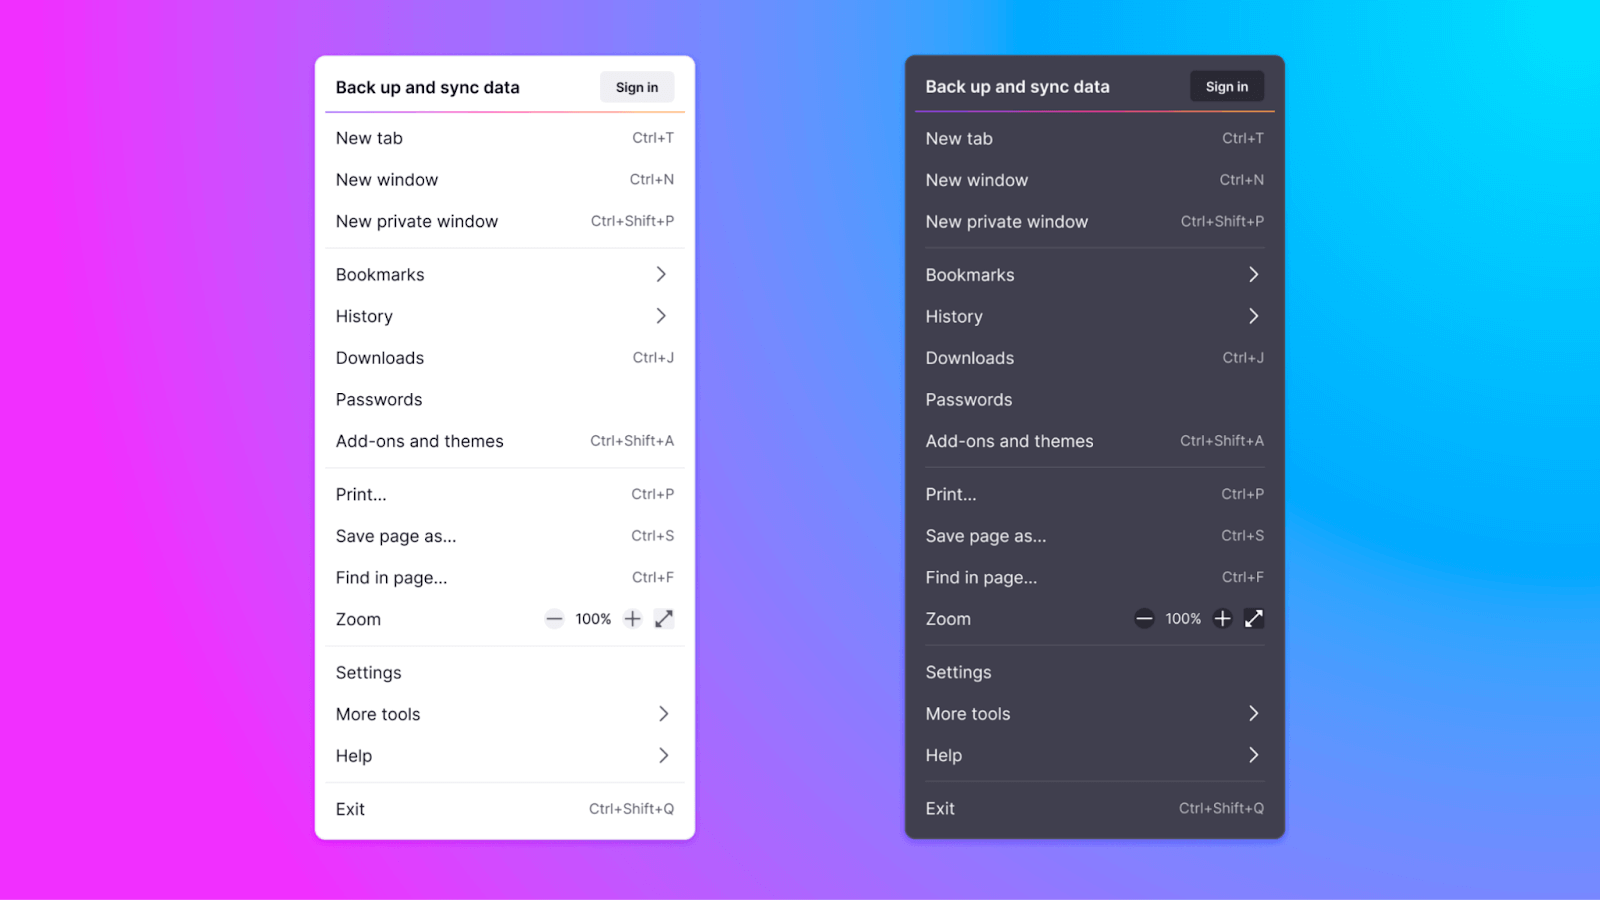 Back up and sync data Sign in
New tab Ctrl+T
New window Ctrl+N
New private window Ctrl+Shift+P
Bookmarks
History
Downloads Ctrl+J
Passwords
Add-ons and themes Ctrl+Shift+A
Print... Ctrl+P
Save page as... Ctrl+S
Find in page... Ctrl+F
Zoom 100%
Settings
More tools
Help
Exit Ctrl+Shift+Q
Back up and sync data Sign in
New tab Ctrl+T
New window Ctrl+N
New private window Ctrl+Shift+P
Bookmarks
History
Downloads Ctrl+J
Passwords
Add-ons and themes Ctrl+Shift+A
Print... Ctrl+P
Save page as... Ctrl+S
Find in page... Ctrl+F
Zoom 100%
Settings
More tools
Help
Exit Ctrl+Shift+Q